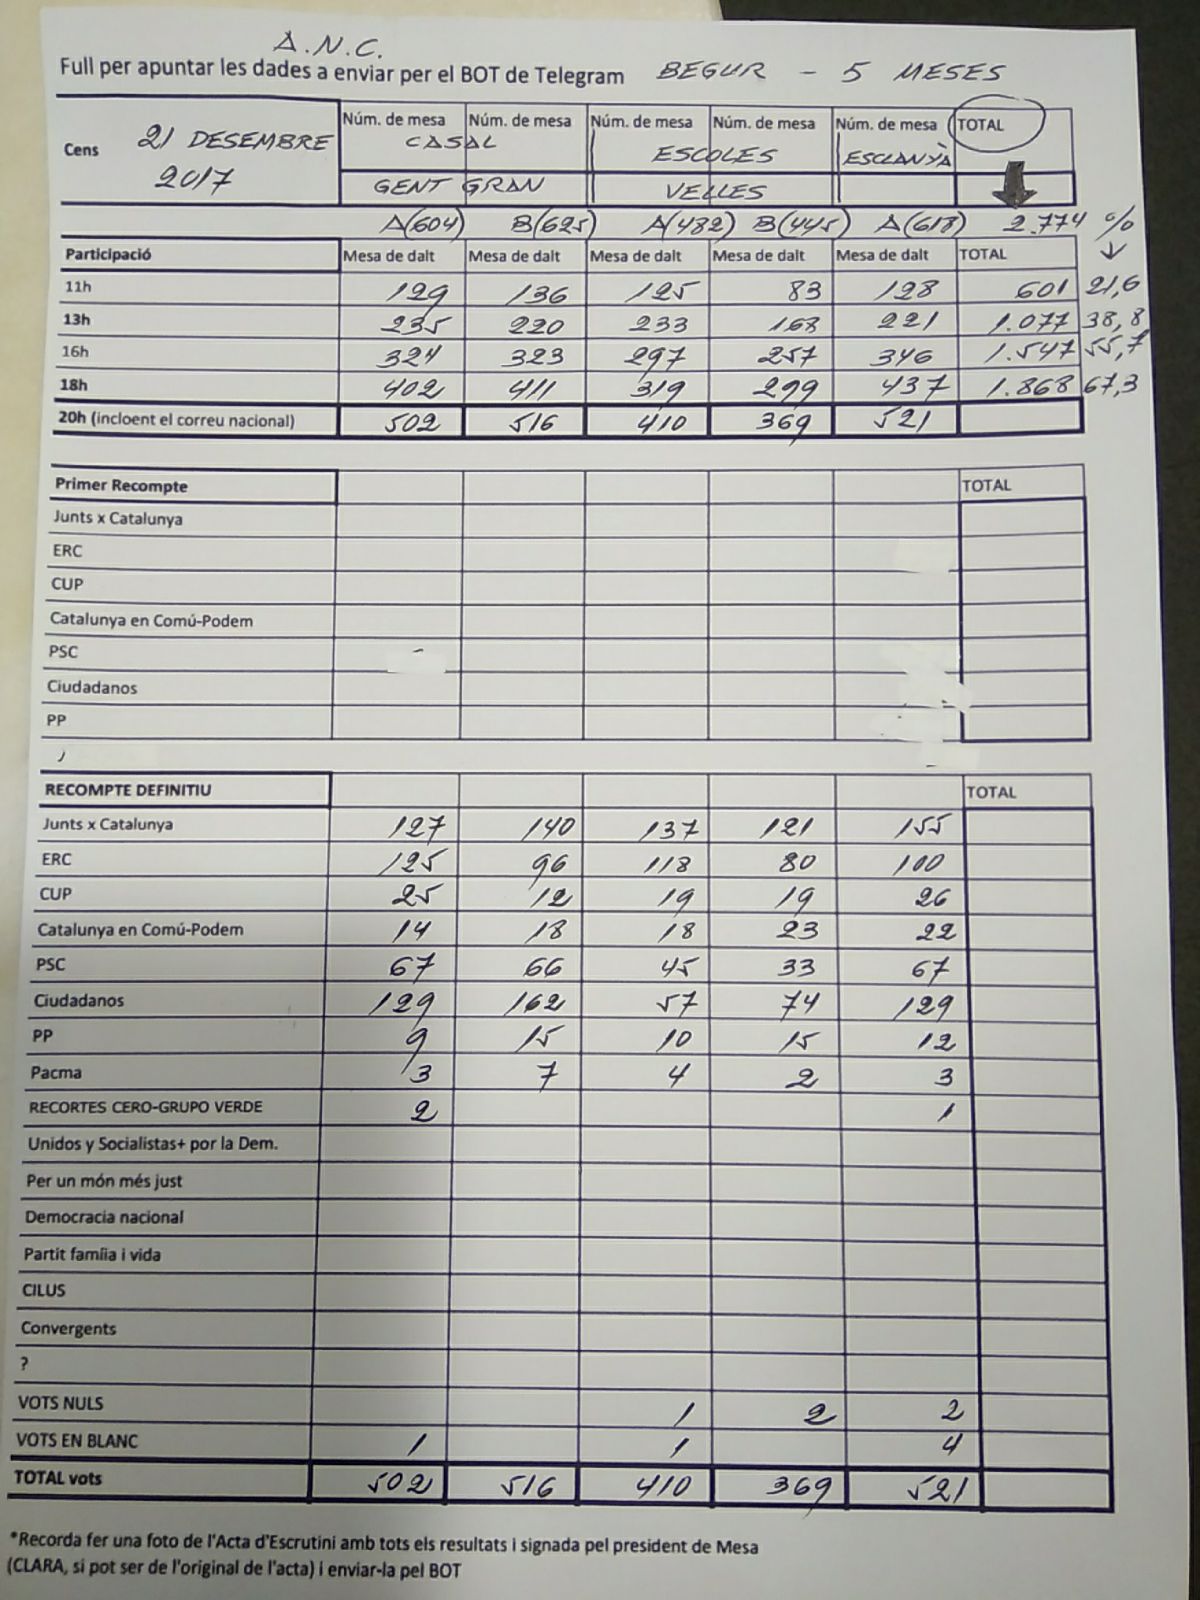 A.N.C.
Full per apuntar les dades a enviar per el BOT de Telegram BEGUR - 5 MESES
Cens 21 DESEMBRE 2017
Núm. de mesa Núm. de mesa Núm. de mesa Núm. de mesa Núm. de mesa TOTAL
CASAL ESCOLES ESCLANYÀ
GENT GRAN VELLES
A(604) B(625) A(482) B(445) A(618) 2.774 %
Participació Mesa de dalt Mesa de dalt Mesa de dalt Mesa de dalt Mesa de dalt TOTAL
11h 129 136 125 83 128 601 21,6
13h 235 220 233 168 221 1.077 38,8
16h 324 323 297 257 346 1.547 55,7
18h 402 411 319 299 437 1.868 67,3
20h (incloent el correu nacional) 502 516 410 369 521
Primer Recompte TOTAL
Junts x Catalunya
ERC
CUP
Catalunya en Comú-Podem
PSC
Ciudadanos
PP
RECOMPTE DEFINITIU TOTAL
Junts x Catalunya 127 140 137 121 155
ERC 125 96 118 80 100
CUP 25 12 19 19 26
Catalunya en Comú-Podem 14 18 18 23 22
PSC 67 66 45 33 67
Ciudadanos 129 162 57 74 129
PP 9 15 10 15 12
Pacma 3 7 4 2 3
RECORTES CERO-GRUPO VERDE 2 1
Unidos y Socialistas+ por la Dem.
Per un món més just
Democracia nacional
Partit famíia i vida
CILUS
Convergents
?
VOTS NULS 1 2 2
VOTS EN BLANC 1 1 4
TOTAL vots 502 516 410 369 521
*Recorda fer una foto de l'Acta d'Escrutini amb tots els resultats i signada pel president de Mesa
(CLARA, si pot ser de l'original de l'acta) i enviar-la pel BOT